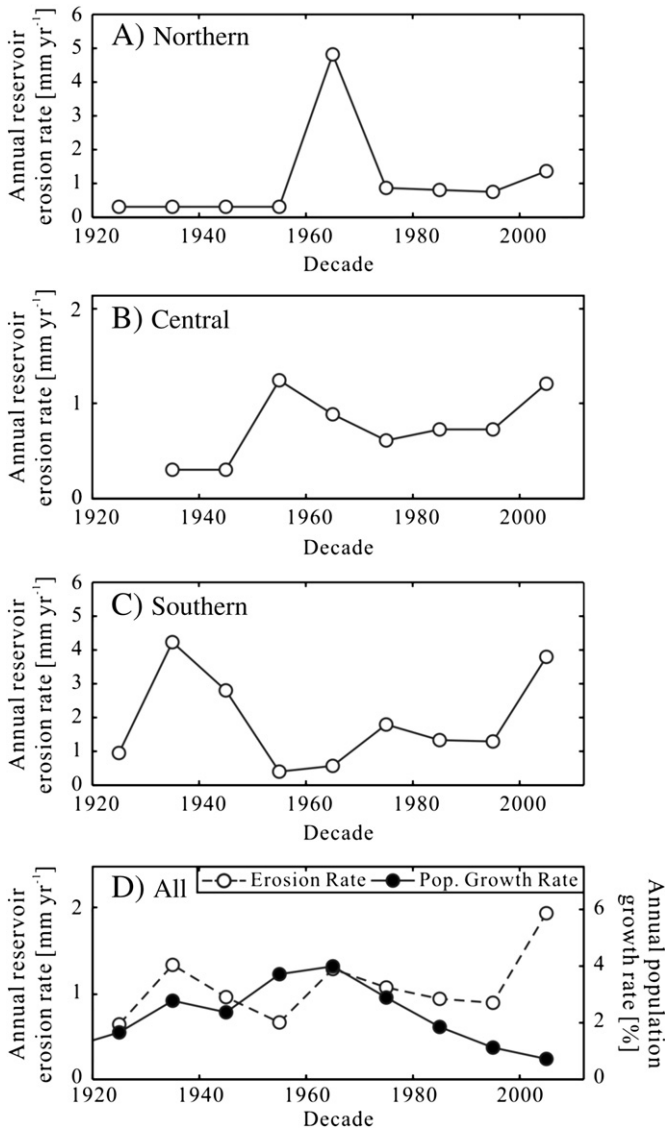 A) Northern
Annual reservoir
erosion rate [mm yr-1]
6
5
4
3
2
1
0
1920 1940 1960 1980 2000
Decade
B) Central
Annual reservoir
erosion rate [mm yr-1]
2
1
0
1920 1940 1960 1980 2000
Decade
C) Southern
Annual reservoir
erosion rate [mm yr-1]
6
5
4
3
2
1
0
1920 1940 1960 1980 2000
Decade
D) All
Erosion Rate Pop. Growth Rate
Annual reservoir
erosion rate [mm yr-1]
2
1
0
6
4
2
0
Annual population
growth rate [%]
1920 1940 1960 1980 2000
Decade